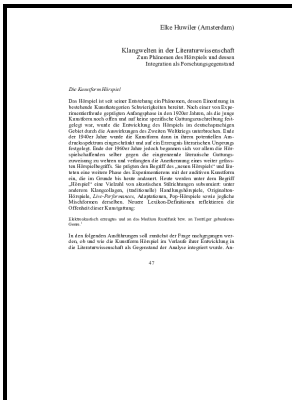 Elke Huwiler (Amsterdam)
Klangwelten in der Literaturwissenschaft
Zum Phänomen des Hörspiels und dessen
Integration als Forschungsgegenstand
Die Kunstform Hörspiel
Das Hörspiel ist seit seiner Entstehung ein Phänomen, dessen Einordnung in
bestehende Kunstkategorien Schwierigkeiten bereitet. Nach einer von Expe-
rimentierfreude geprägten Anfangsphase in den 1920er Jahren, als die junge
Kunstform noch offen und auf keine spezifische Gattungszuschreibung fest-
gelegt war, wurde die Entwicklung des Hörspiels im deutschsprachigen
Gebiet durch die Auswirkungen des Zweiten Weltkriegs unterbrochen. Ende
der 1940er Jahre wurde die Kunstform dann in ihrem potentiellen Aus-
drucksspektrum eingeschränkt und auf ein Erzeugnis literarischen Ursprungs
festgelegt. Ende der 1960er Jahre jedoch begannen sich vor allem die Hör-
spielschaffenden selber gegen die eingrenzende literarische Gattungs-
zuweisung zu wehren und verlangten die Anerkennung eines weiter gefass-
ten Hörspielbegriffs. Sie prägten den Begriff des „neuen Hörspiels“ und läu-
teten eine weitere Phase des Experimentierens mit der auditiven Kunstform
ein, die im Grunde bis heute andauert. Heute werden unter dem Begriff
„Hörspiel“ eine Vielzahl von akustischen Stilrichtungen subsumiert: unter
anderem Klangcollagen, (traditionelle) Handlungshörspiele, Originalton-
Hörspiele, Live-Performances, Adaptationen, Pop-Hörspiele sowie jegliche
Mischformen derselben. Neuere Lexikon-Definitionen reflektieren die
Offenheit dieser Kunstgattung:
Elektroakustisch erzeugtes und an das Medium Rundfunk bzw. an Tonträger gebundenes
Genre.¹
In den folgenden Ausführungen soll zunächst der Frage nachgegangen wer-
den, ob und wie die Kunstform Hörspiel im Verlaufe ihrer Entwicklung in
die Literaturwissenschaft als Gegenstand der Analyse integriert wurde. An-
47